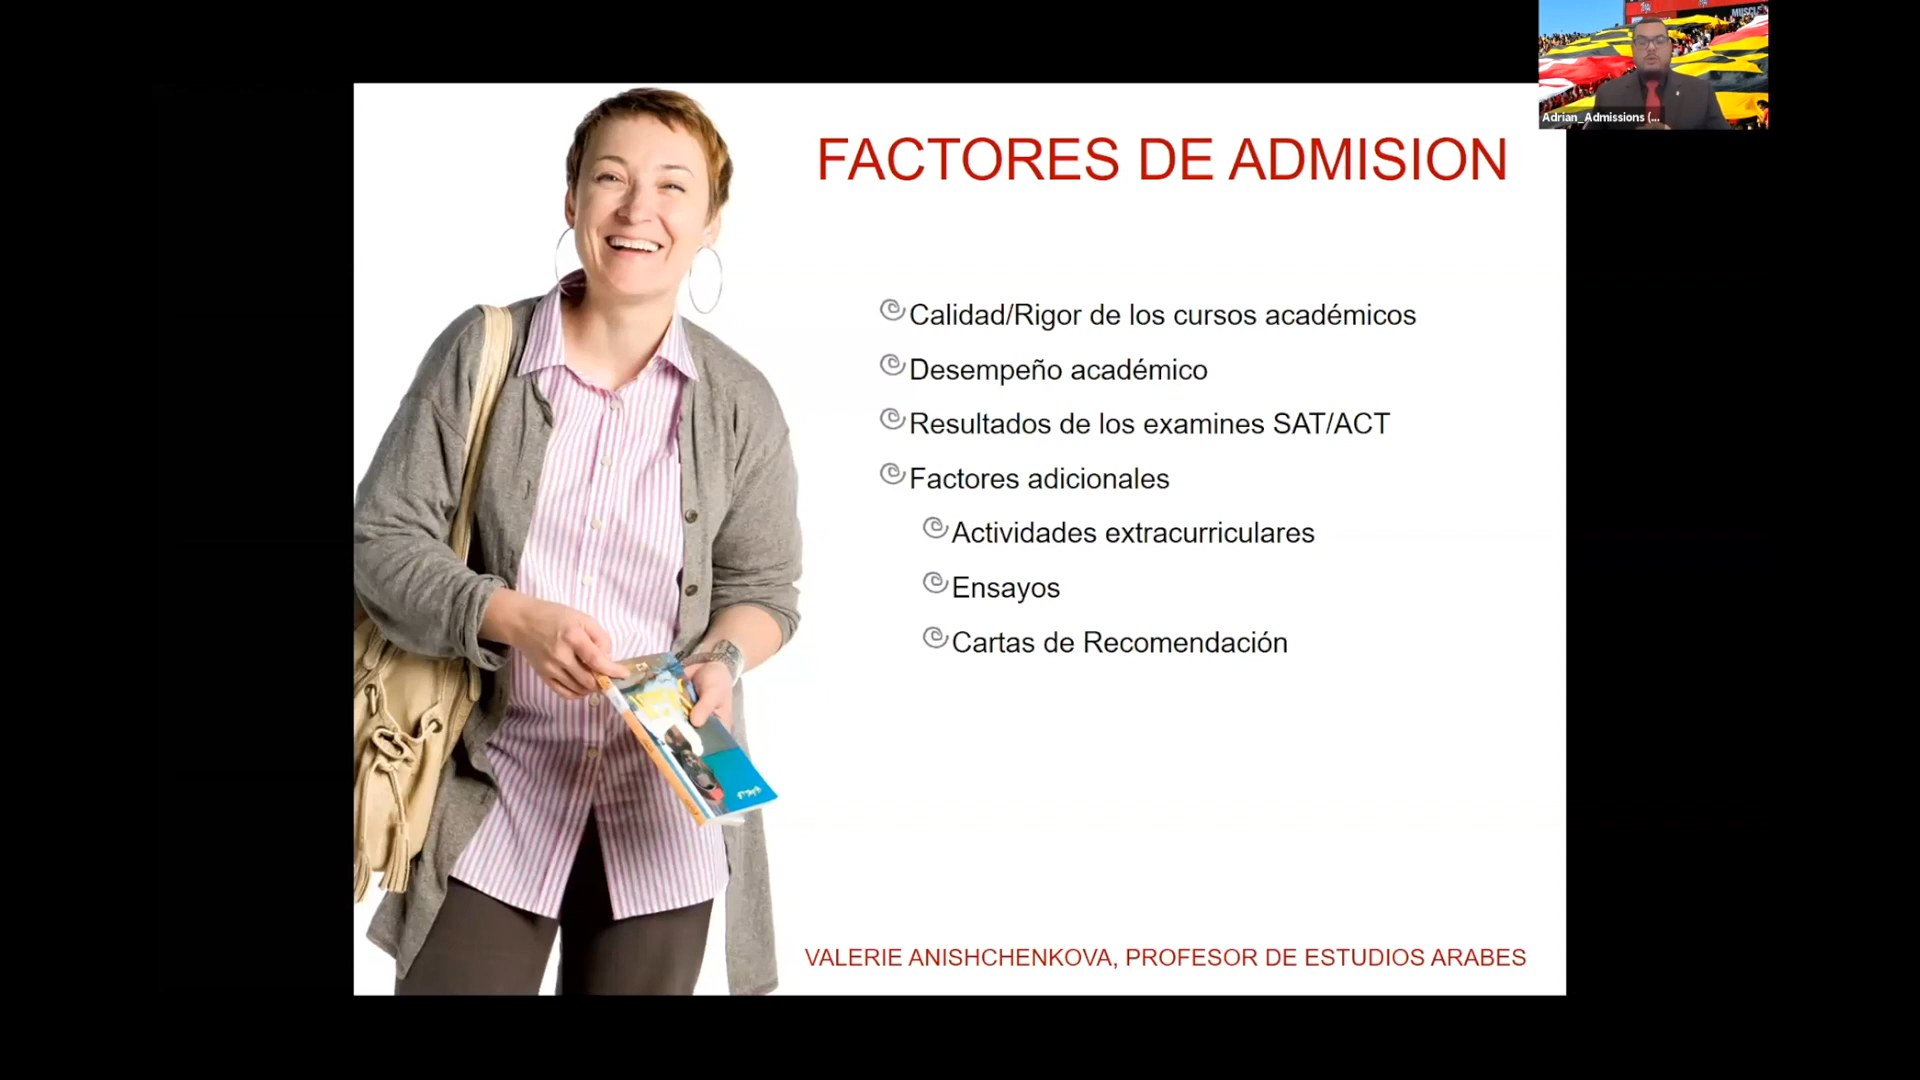 MUSCLE
Adrian_Admissions (...
FACTORES DE ADMISION
Calidad/Rigor de los cursos académicos
Desempeño académico
Resultados de los examines SAT/ACT
Factores adicionales
Actividades extracurriculares
Ensayos
Cartas de Recomendación
VALERIE ANISHCHENKOVA, PROFESOR DE ESTUDIOS ARABES